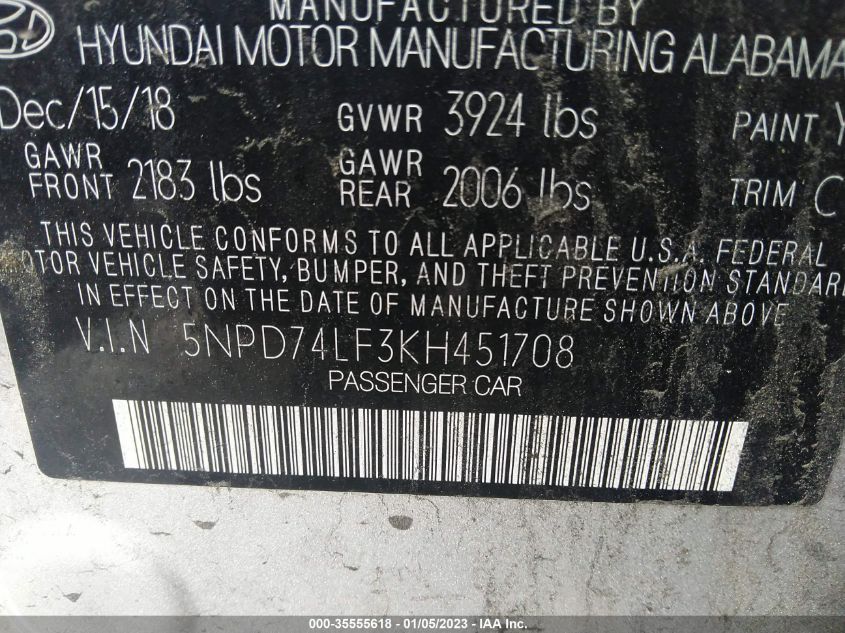 MANUFACTURED BY
HYUNDAI MOTOR MANUFACTURING ALABAMA
Dec/15/18 GVWR 3924 lbs PAINT Y
GAWR FRONT 2183 lbs GAWR REAR 2006 lbs TRIM C
THIS VEHICLE CONFORMS TO ALL APPLICABLE U.S.A. FEDERAL
MOTOR VEHICLE SAFETY, BUMPER, AND THEFT PREVENTION STANDAR
IN EFFECT ON THE DATE OF MANUFACTURE SHOWN ABOVE
V.I.N 5NPD74LF3KH451708
PASSENGER CAR
000-35555618 - 01/05/2023 - IAA Inc.